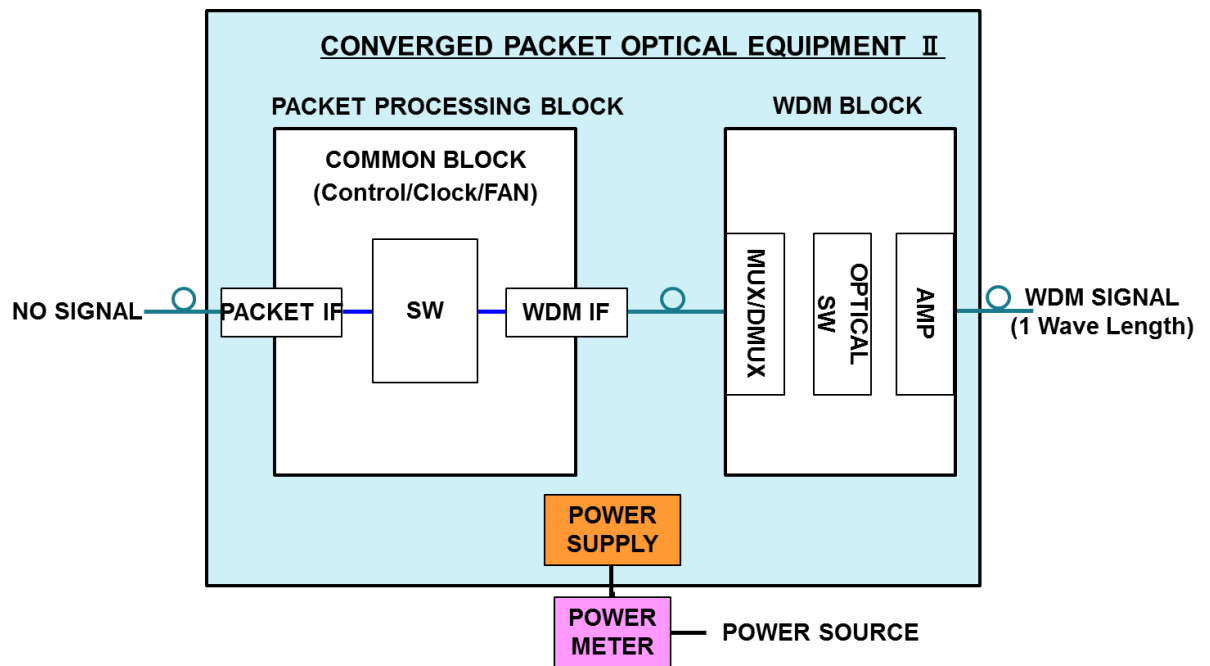 CONVERGED PACKET OPTICAL EQUIPMENT Ⅱ
PACKET PROCESSING BLOCK
WDM BLOCK
COMMON BLOCK
(Control/Clock/FAN)
NO SIGNAL
PACKET IF
SW
WDM IF
MUX/DMUX
OPTICAL
SW
AMP
WDM SIGNAL
(1 Wave Length)
POWER
SUPPLY
POWER
METER
POWER SOURCE